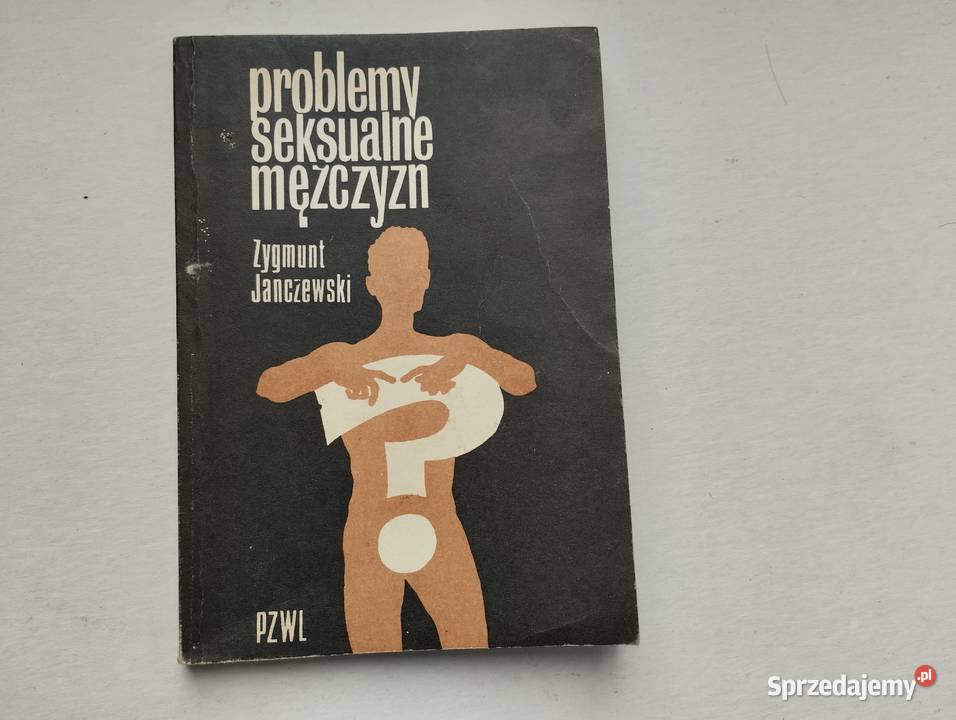 problemy
seksualne
mężczyzn
Zygmunt
Janczewski
PZWL
Sprzedajemy.pl